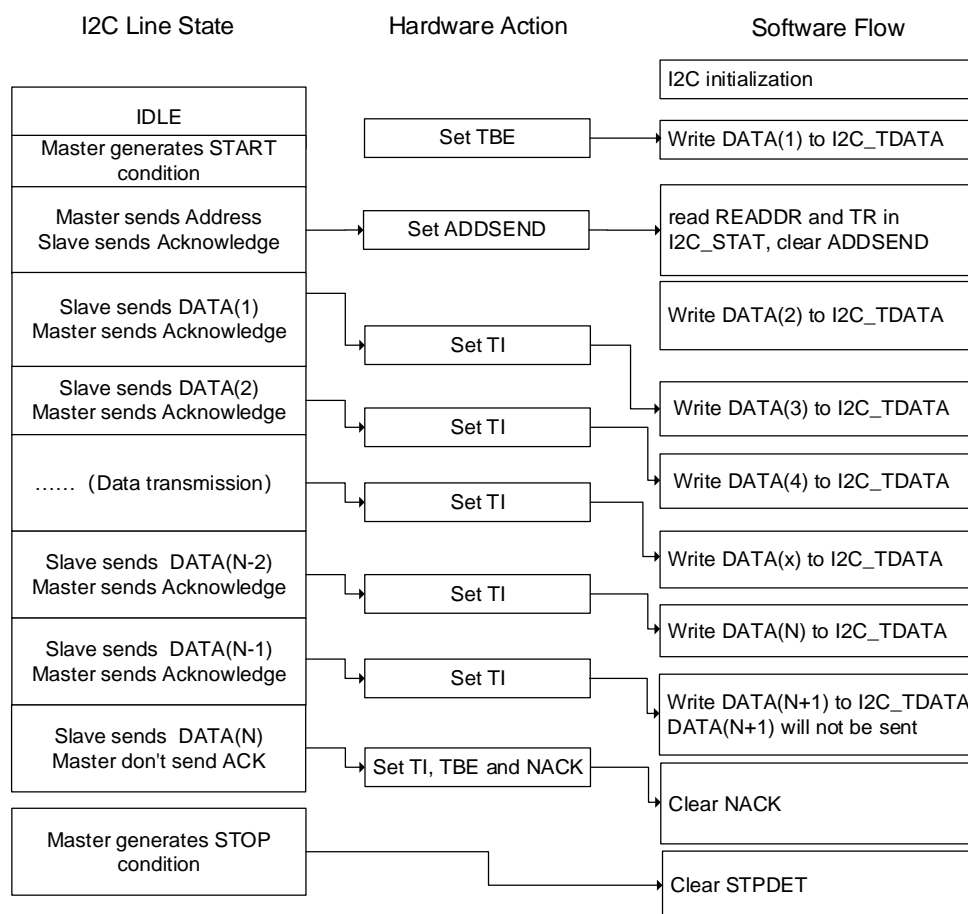 I2C Line State
Hardware Action
Software Flow
I2C initialization
IDLE
Set TBE
Write DATA(1) to I2C_TDATA
Master generates START
condition
Master sends Address
Slave sends Acknowledge
Set ADDSEND
read READDR and TR in
I2C_STAT, clear ADDSEND
Slave sends DATA(1)
Master sends Acknowledge
Write DATA(2) to I2C_TDATA
Set TI
Slave sends DATA(2)
Master sends Acknowledge
Write DATA(3) to I2C_TDATA
Set TI
…… (Data transmission)
Write DATA(4) to I2C_TDATA
Set TI
Slave sends DATA(N-2)
Master sends Acknowledge
Write DATA(x) to I2C_TDATA
Set TI
Write DATA(N) to I2C_TDATA
Slave sends DATA(N-1)
Master sends Acknowledge
Set TI
Write DATA(N+1) to I2C_TDATA
DATA(N+1) will not be sent
Slave sends DATA(N)
Master don't send ACK
Set TI, TBE and NACK
Clear NACK
Master generates STOP
condition
Clear STPDET